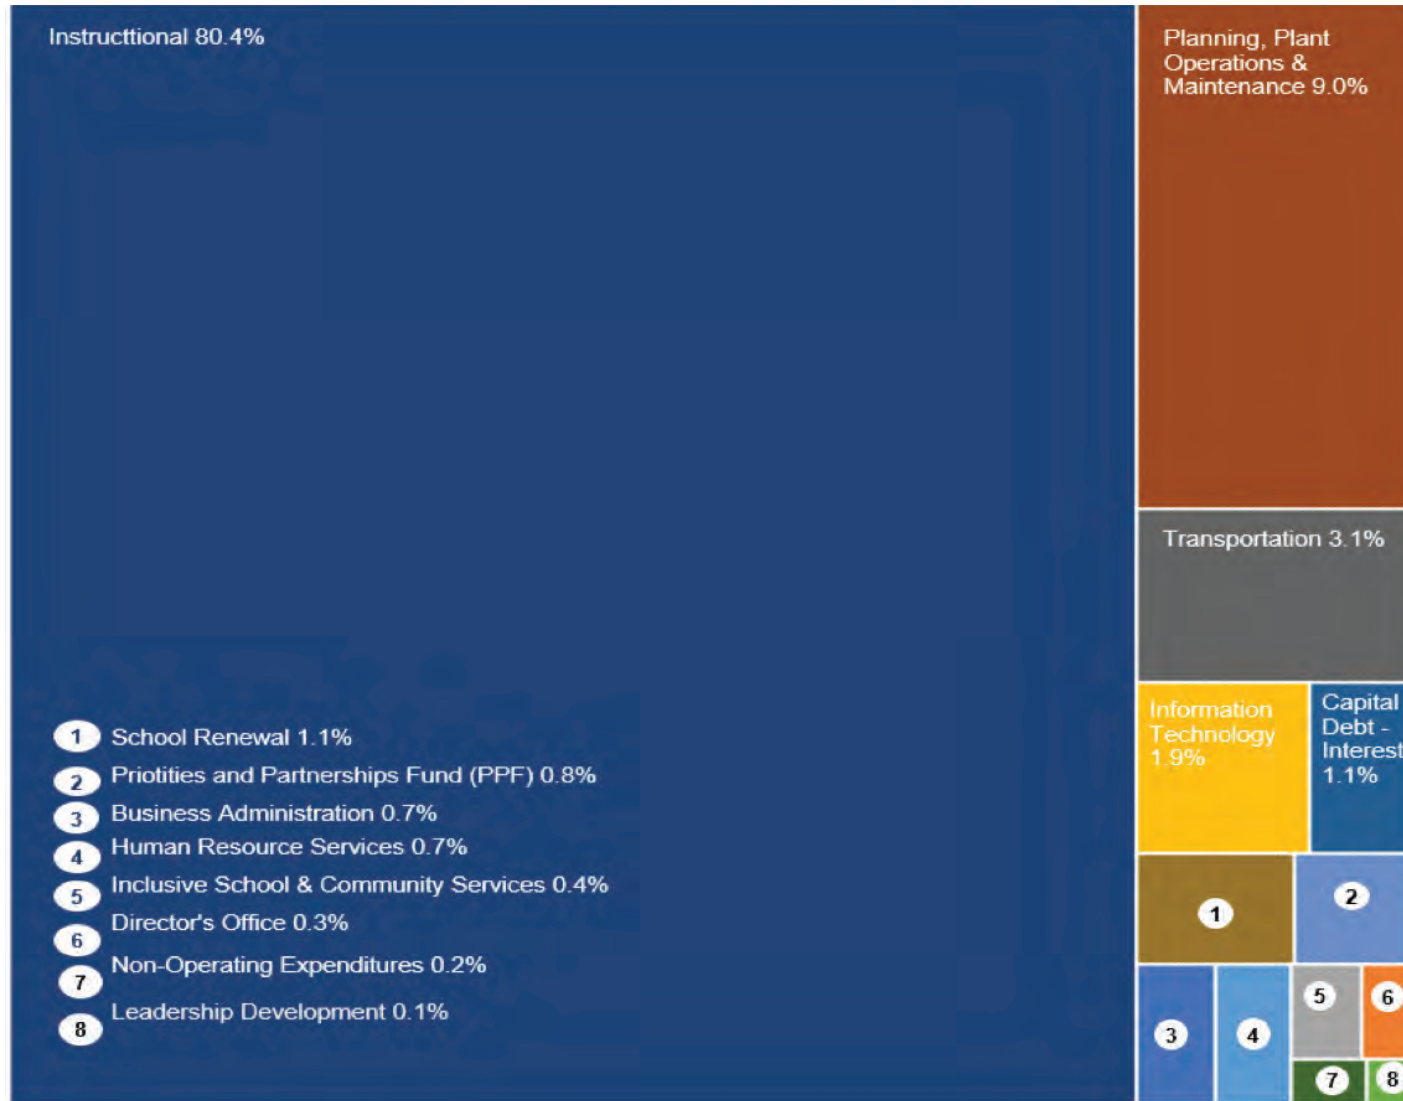 Instructtional 80.4%
Planning, Plant
Operations &
Maintenance 9.0%
Transportation 3.1%
Information
Technology
1.9%
Capital
Debt -
Interest
1.1%
1 School Renewal 1.1%
2 Priotities and Partnerships Fund (PPF) 0.8%
3 Business Administration 0.7%
4 Human Resource Services 0.7%
5 Inclusive School & Community Services 0.4%
6 Director's Office 0.3%
7 Non-Operating Expenditures 0.2%
8 Leadership Development 0.1%
1
2
3
4
5
6
7
8